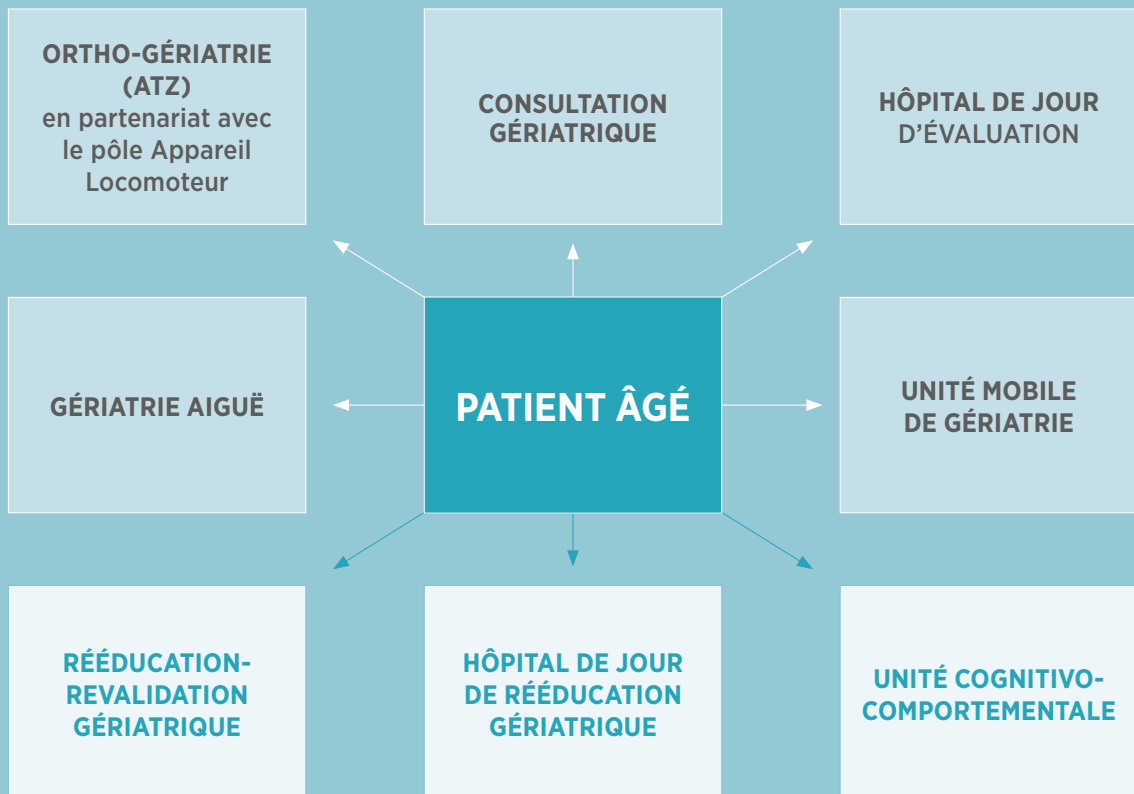 ORTHO-GÉRIATRIE
(ATZ)
en partenariat avec
le pôle Appareil
Locomoteur
CONSULTATION
GÉRIATRIQUE
HÔPITAL DE JOUR
D’ÉVALUATION
GÉRIATRIE AIGUË
PATIENT ÂGÉ
UNITÉ MOBILE
DE GÉRIATRIE
RÉÉDUCATION-
REVALIDATION
GÉRIATRIQUE
HÔPITAL DE JOUR
DE RÉÉDUCATION
GÉRIATRIQUE
UNITÉ COGNITIVO-
COMPORTEMENTALE